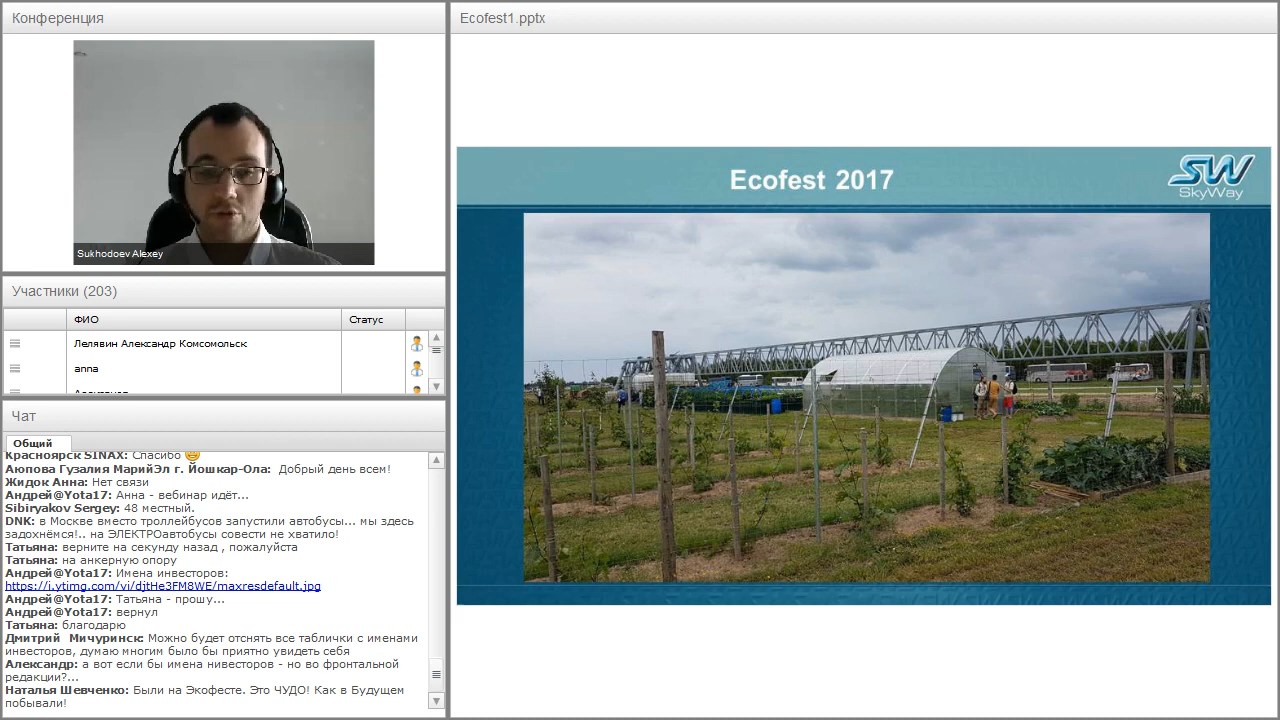 Конференция
Sukhodoev Alexey
Участники (203)
ФИО
Статус
Лелявин Александр Комсомольск
anna
Чат
Общий
Красноярск SINAX: Спасибо
Аюпова Гузалия МарийЭл г. Йошкар-Ола: Добрый день всем!
Жидок Анна: Нет связи
Андрей@Yota17: Анна - вебинар идёт...
Sibiryakov Sergey: 48 местный.
DNK: в Москве вместо троллейбусов запустили автобусы... мы здесь
задохнёмся!.. на ЭЛЕКТРОавтобусы совести не хватило!
Татьяна: верните на секунду назад , пожалуйста
Татьяна: на анкерную опору
Андрей@Yota17: Имена инвесторов:
https://i.ytimg.com/vi/djtHe3FM8WE/maxresdefault.jpg
Андрей@Yota17: Татьяна - прошу...
Андрей@Yota17: вернул
Татьяна: благодарю
Дмитрий Мичуринск: Можно будет отснять все таблички с именами
инвесторов, думаю многим было бы приятно увидеть себя
Александр: а вот если бы имена нивесторов - но во фронтальной
редакции?...
Наталья Шевченко: Были на Экофесте. Это ЧУДО! Как в Будущем
побывали!
Ecofest1.pptx
Ecofest 2017
SW
SkyWay